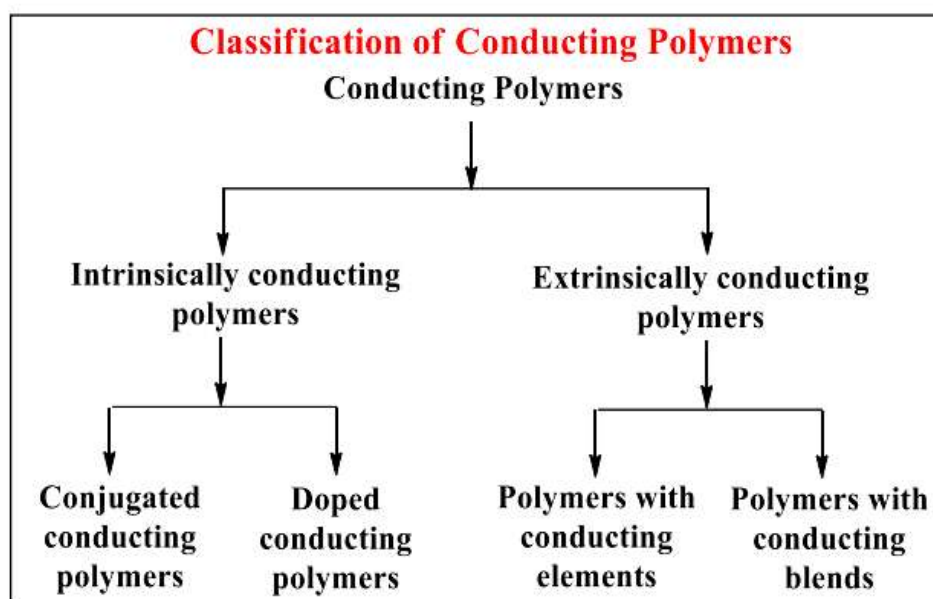 Classification of Conducting Polymers
Conducting Polymers
Intrinsically conducting
polymers
Extrinsically conducting
polymers
Conjugated
conducting
polymers
Doped
conducting
polymers
Polymers with
conducting
elements
Polymers with
conducting
blends